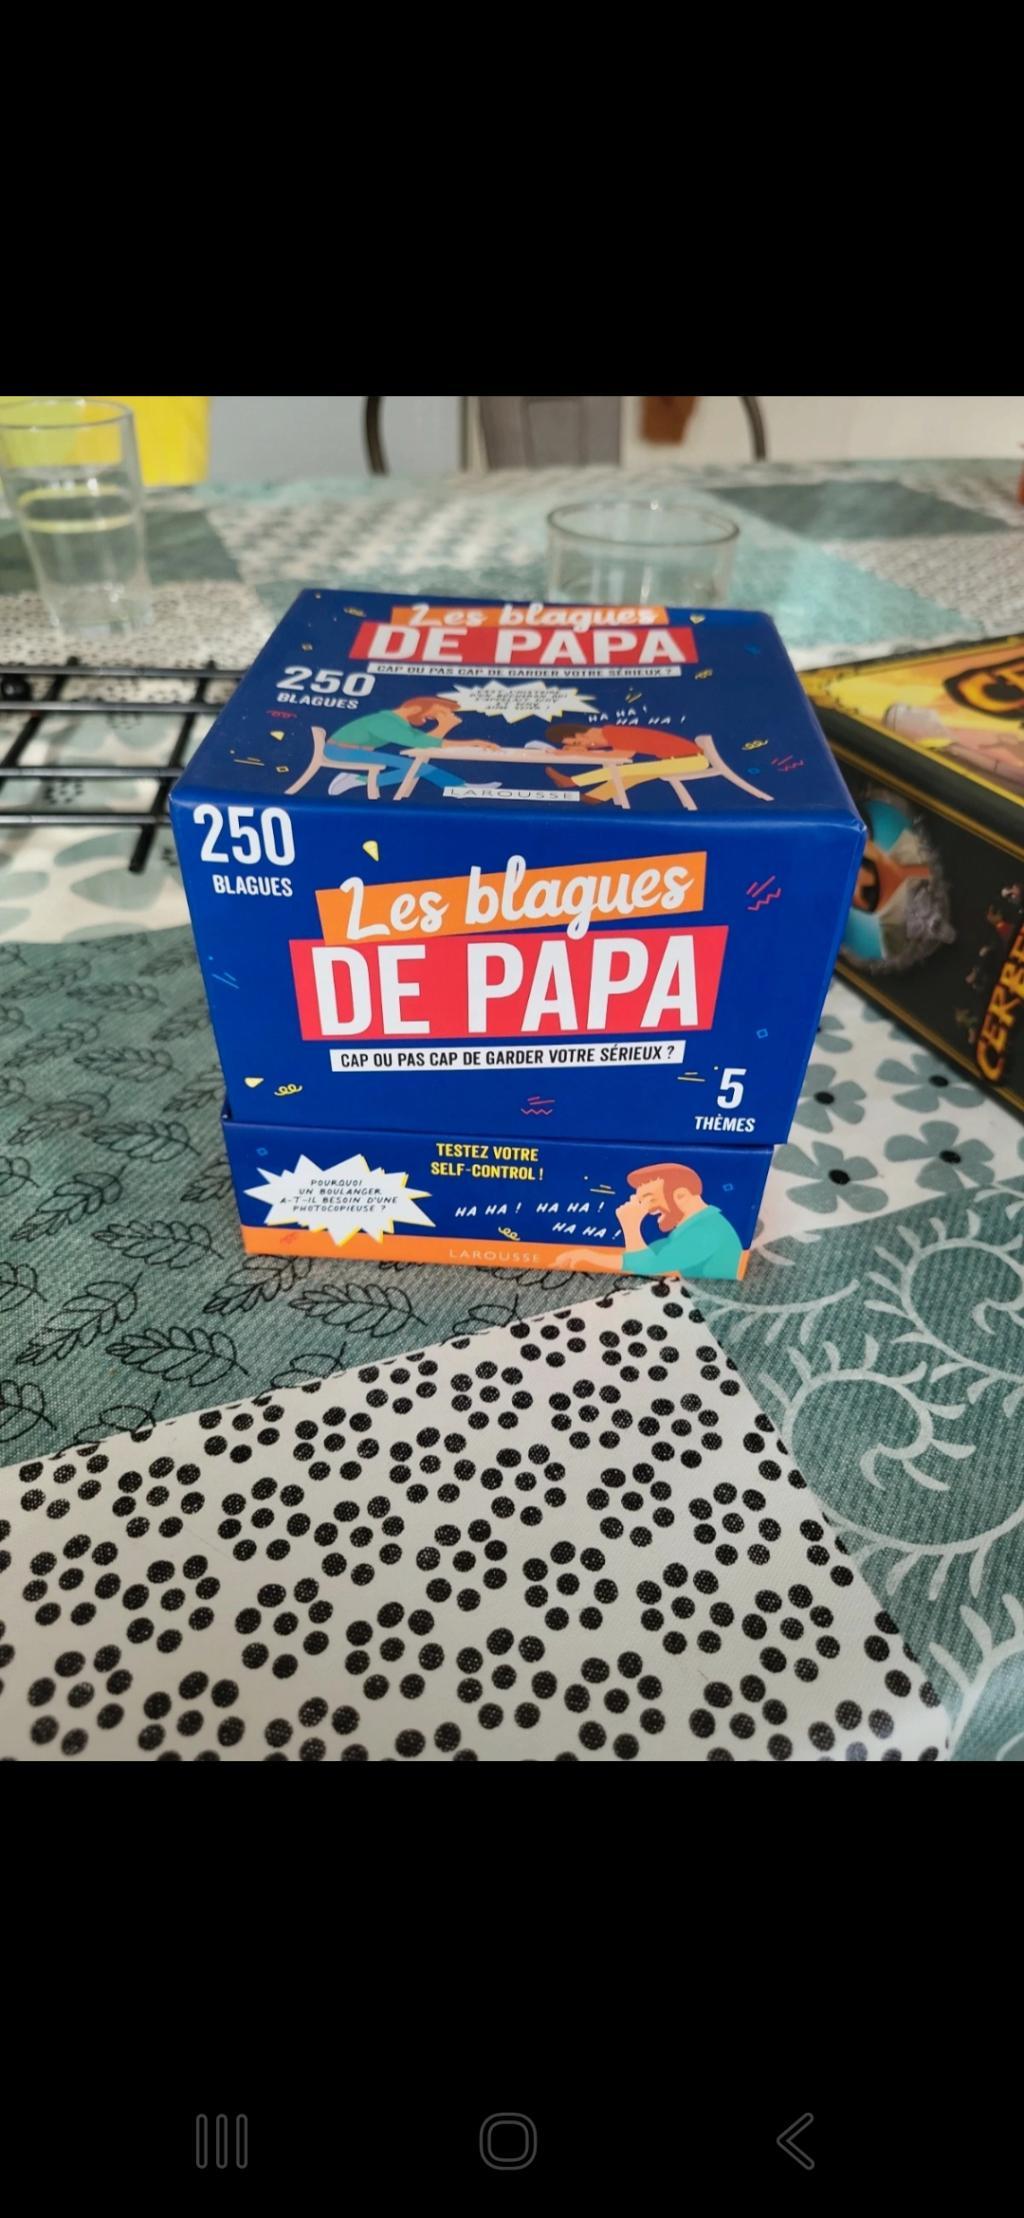 Les blagues
DE PAPA
CAP OU PAS CAP DE GARDER VOTRE SÉRIEUX ?
250
BLAGUES
HA HA !
HA HA !
LAROUSSE
250
BLAGUES
Les blagues
DE PAPA
CAP OU PAS CAP DE GARDER VOTRE SÉRIEUX ?
5
THÈMES
TESTEZ VOTRE
SELF-CONTROL !
POURQUOI
UN BOULANGER
A-T-IL BESOIN D'UNE
PHOTOCOPIEUSE ?
HA HA ! HA HA !
HA HA !
LAROUSSE